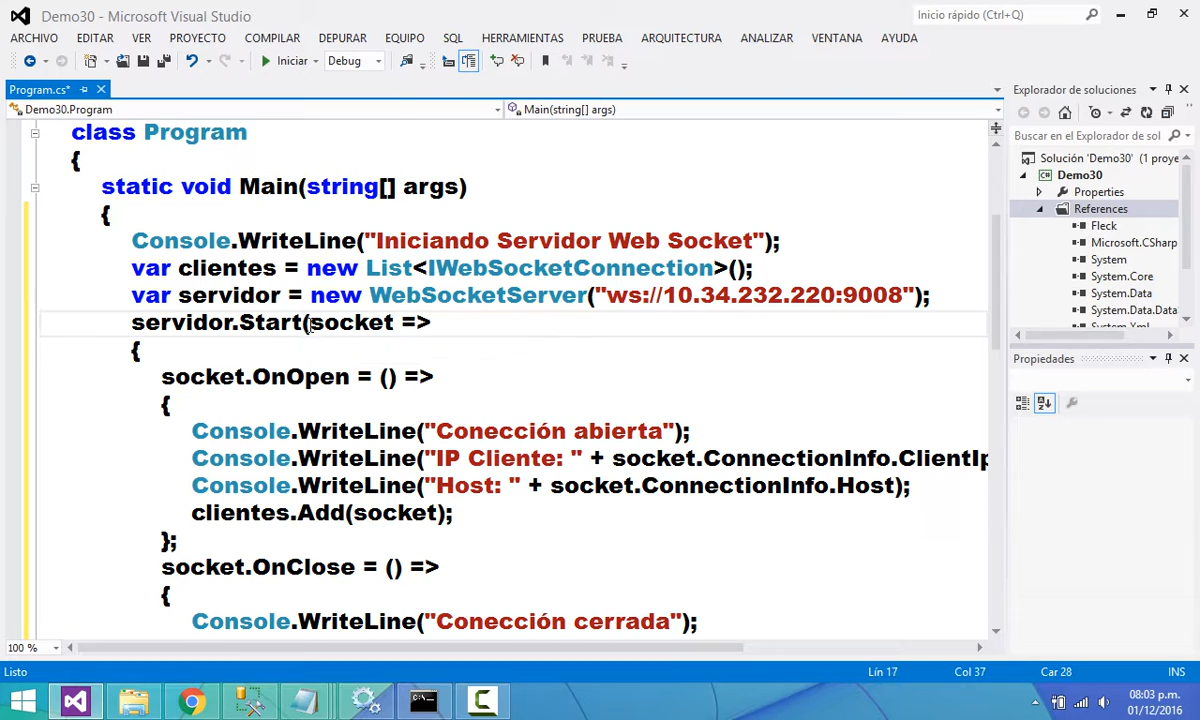 Demo30 - Microsoft Visual Studio
Inicio rápido (Ctrl+Q)
ARCHIVO EDITAR VER PROYECTO COMPILAR DEPURAR EQUIPO SQL HERRAMIENTAS PRUEBA ARQUITECTURA ANALIZAR VENTANA AYUDA
Iniciar Debug
Program.cs*
Demo30.Program
Main(string[] args)
class Program
{
static void Main(string[] args)
{
Console.WriteLine("Iniciando Servidor Web Socket");
var clientes = new List<IWebSocketConnection>();
var servidor = new WebSocketServer("ws://10.34.232.220:9008");
servidor.Start(socket =>
{
socket.OnOpen = () =>
{
Console.WriteLine("Conección abierta");
Console.WriteLine("IP Cliente: " + socket.ConnectionInfo.ClientIp
Console.WriteLine("Host: " + socket.ConnectionInfo.Host);
clientes.Add(socket);
};
socket.OnClose = () =>
{
Console.WriteLine("Conección cerrada");
100 %
Explorador de soluciones
Buscar en el Explorador de sol
Solución 'Demo30' (1 proye
Demo30
Properties
References
Fleck
Microsoft.CSharp
System
System.Core
System.Data
System.Data.Data
System.Xml
Propiedades
Listo
Lín 17
Col 37
Car 28
INS
08:03 p.m.
01/12/2016